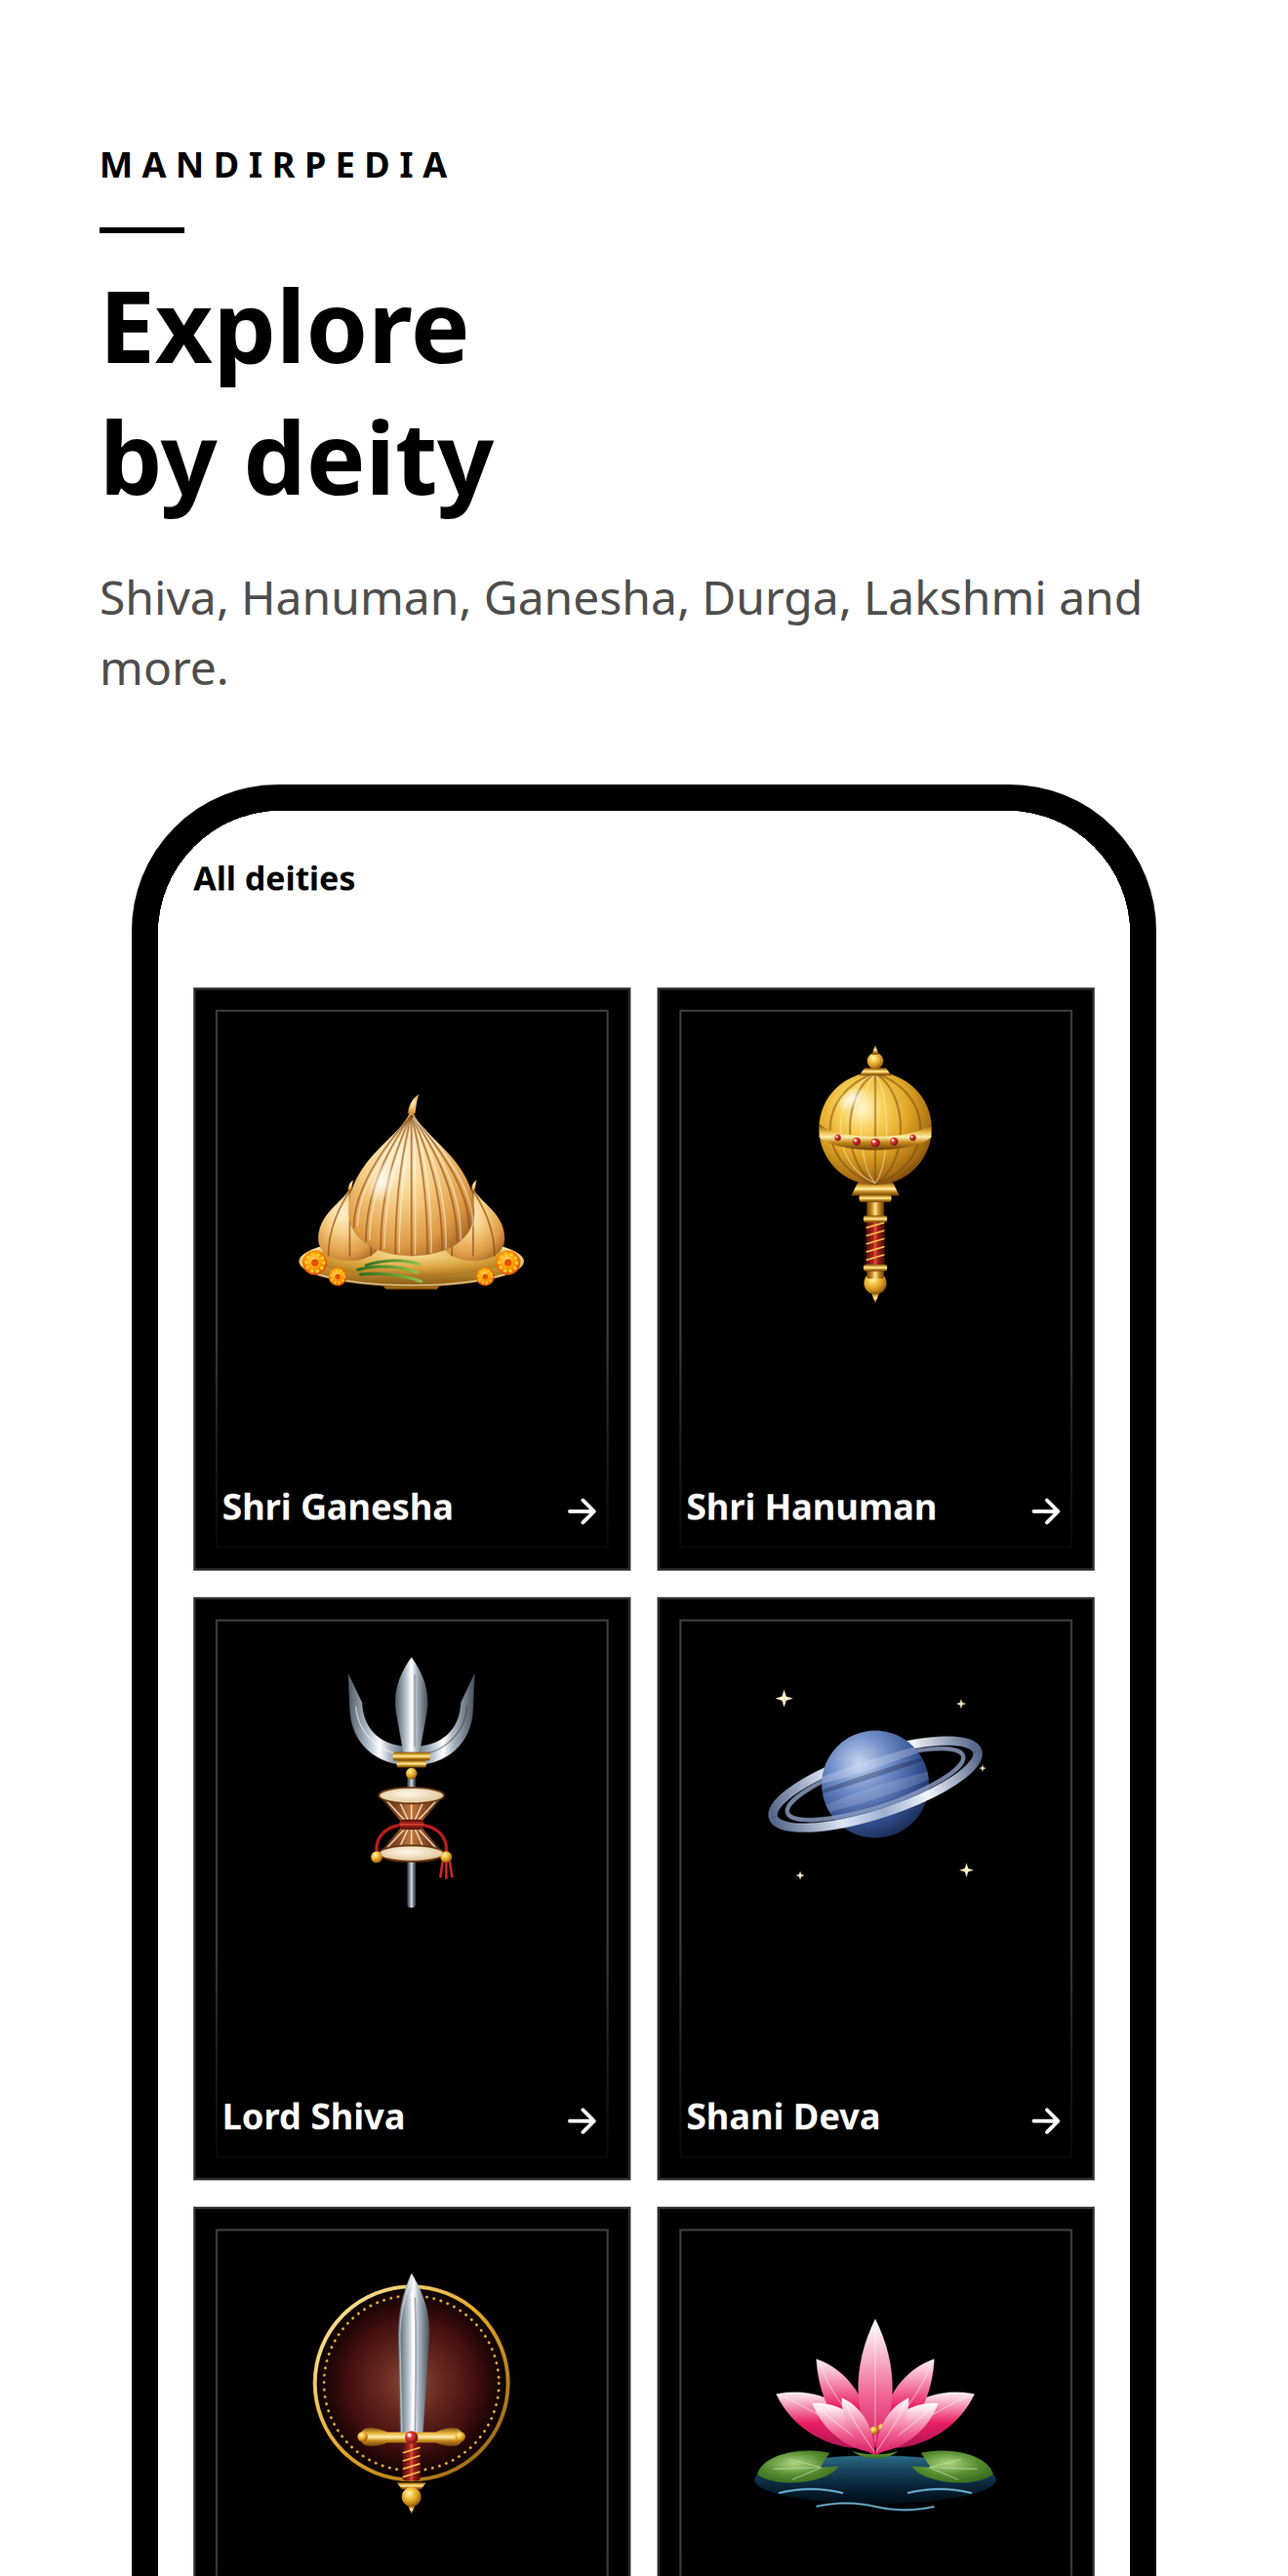 MANDIRPEDIA
Explore
by deity
Shiva, Hanuman, Ganesha, Durga, Lakshmi and
more.
All deities
Shri Ganesha
Shri Hanuman
Lord Shiva
Shani Deva